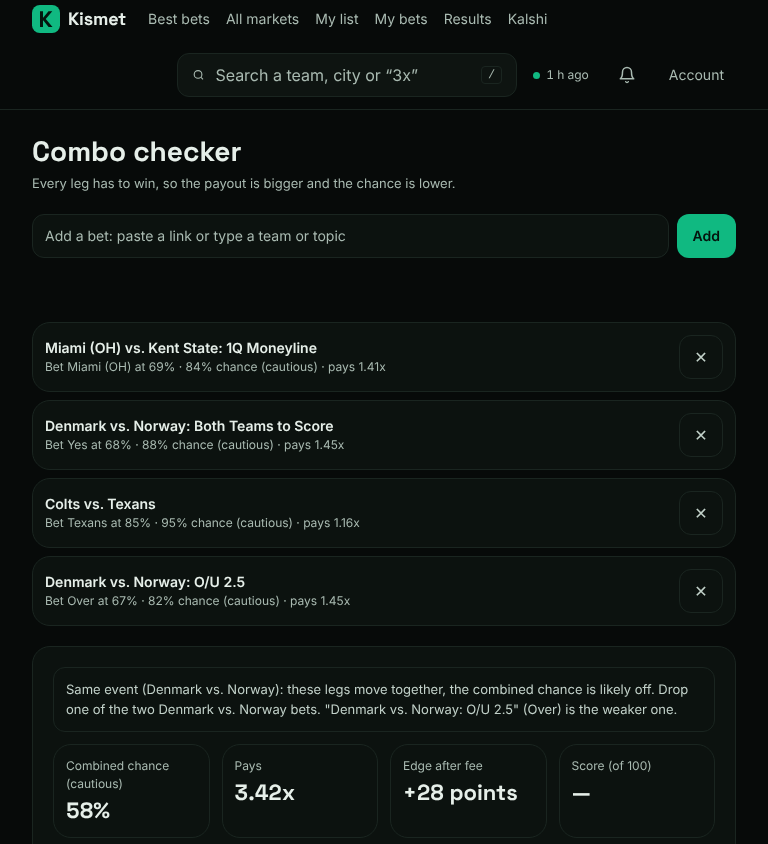 K Kismet Best bets All markets My list My bets Results Kalshi
Search a team, city or “3x” / 1 h ago Account
Combo checker
Every leg has to win, so the payout is bigger and the chance is lower.
Add a bet: paste a link or type a team or topic Add
Miami (OH) vs. Kent State: 1Q Moneyline
Bet Miami (OH) at 69% · 84% chance (cautious) · pays 1.41x
Denmark vs. Norway: Both Teams to Score
Bet Yes at 68% · 88% chance (cautious) · pays 1.45x
Colts vs. Texans
Bet Texans at 85% · 95% chance (cautious) · pays 1.16x
Denmark vs. Norway: O/U 2.5
Bet Over at 67% · 82% chance (cautious) · pays 1.45x
Same event (Denmark vs. Norway): these legs move together, the combined chance is likely off. Drop
one of the two Denmark vs. Norway bets. "Denmark vs. Norway: O/U 2.5" (Over) is the weaker one.
Combined chance
(cautious)
58%
Pays
3.42x
Edge after fee
+28 points
Score (of 100)
—